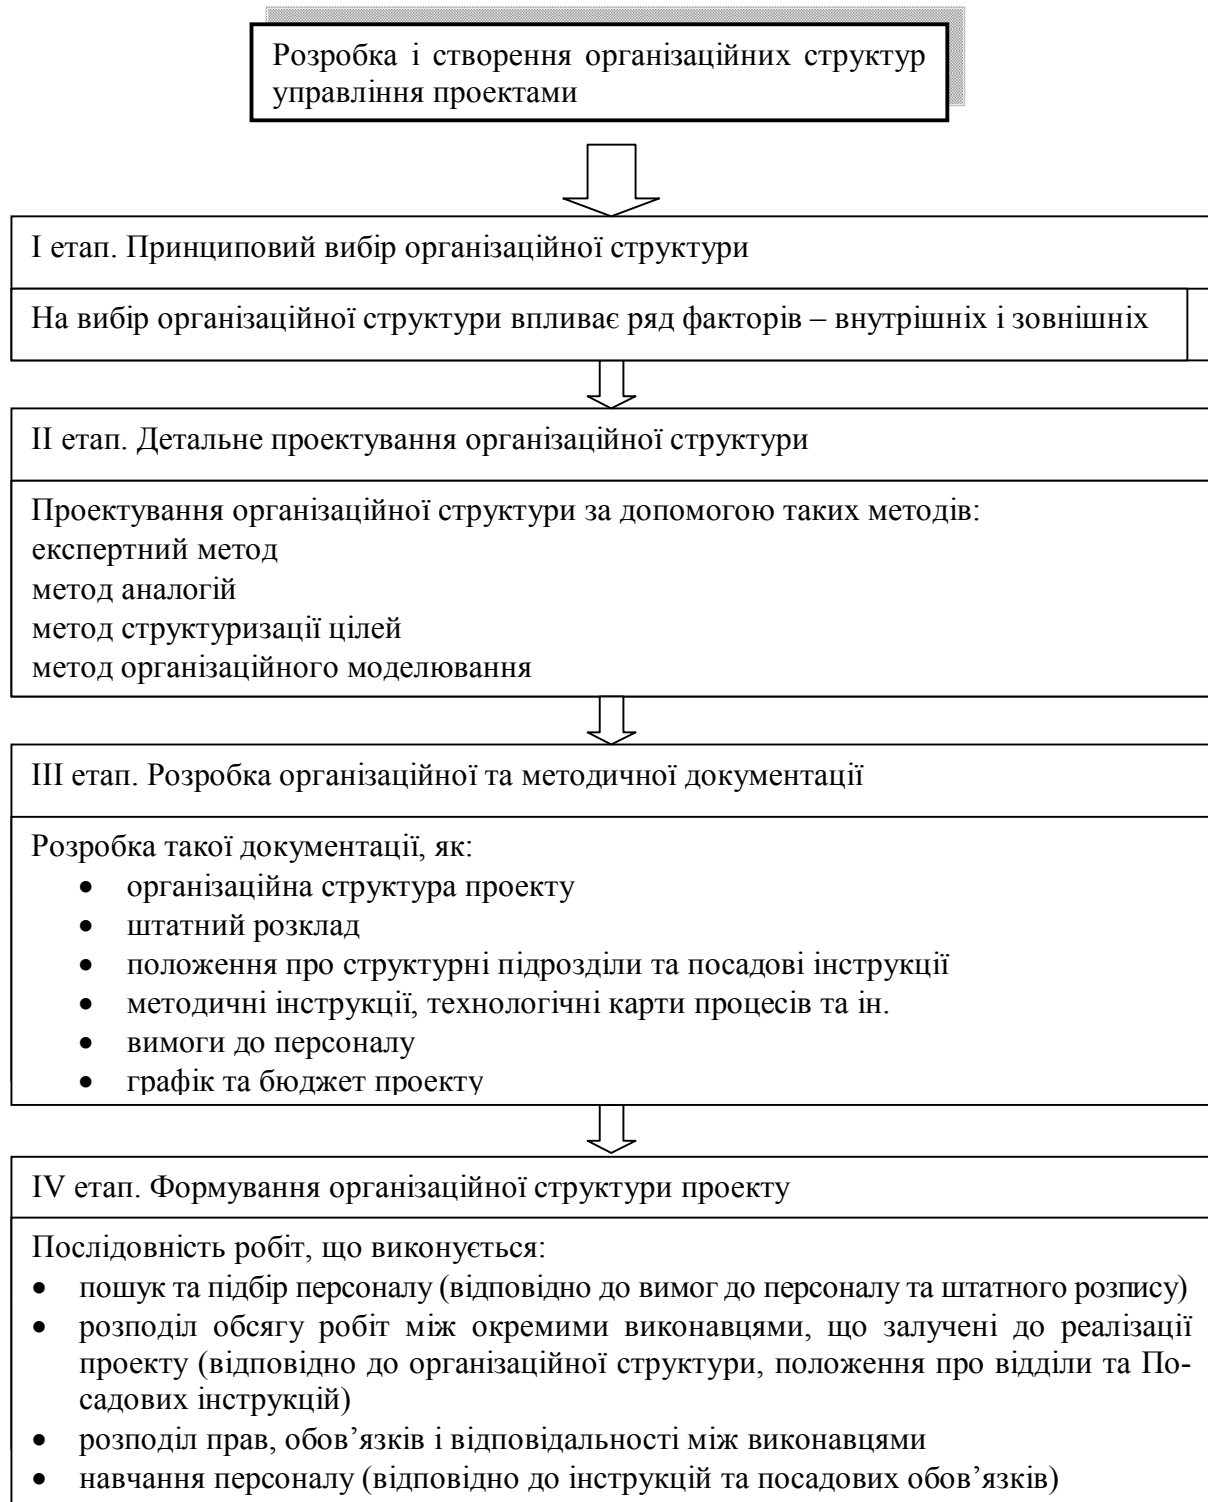 Розробка і створення організаційних структур
управління проектами
І етап. Принциповий вибір організаційної структури
На вибір організаційної структури впливає ряд факторів – внутрішніх і зовнішніх
ІІ етап. Детальне проектування організаційної структури
Проектування організаційної структури за допомогою таких методів:
експертний метод
метод аналогій
метод структуризації цілей
метод організаційного моделювання
ІІІ етап. Розробка організаційної та методичної документації
Розробка такої документації, як:
• організаційна структура проекту
• штатний розклад
• положення про структурні підрозділи та посадові інструкції
• методичні інструкції, технологічні карти процесів та ін.
• вимоги до персоналу
• графік та бюджет проекту
IV етап. Формування організаційної структури проекту
Послідовність робіт, що виконується:
• пошук та підбір персоналу (відповідно до вимог до персоналу та штатного розпису)
• розподіл обсягу робіт між окремими виконавцями, що залучені до реалізації
проекту (відповідно до організаційної структури, положення про відділи та По-
садових інструкцій)
• розподіл прав, обов’язків і відповідальності між виконавцями
• навчання персоналу (відповідно до інструкцій та посадових обов’язків)